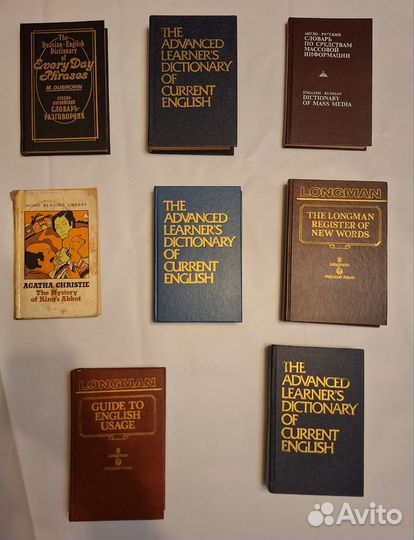 The
Russian-English
Dictionary
of
Every Day
Phrases
M. DUBROVIN
РУССКО-
АНГЛИЙСКИЙ
СЛОВАРЬ-
РАЗГОВОРНИК
THE
ADVANCED
LEARNER'S
DICTIONARY
OF
CURRENT
ENGLISH
АНГЛО - РУССКИЙ
СЛОВАРЬ
ПО СРЕДСТВАМ
МАССОВОЙ
ИНФОРМАЦИИ
ENGLISH - RUSSIAN
DICTIONARY
OF MASS MEDIA
HOME READING LIBRARY
AGATHA CHRISTIE
The Mystery
of King's Abbot
THE
ADVANCED
LEARNER'S
DICTIONARY
OF
CURRENT
ENGLISH
LONGMAN
THE LONGMAN
REGISTER OF
NEW WORDS
Longman
«РУССКИЙ ЯЗЫК»
LONGMAN
GUIDE TO
ENGLISH
USAGE
Longman
«РУССКИЙ ЯЗЫК»
THE
ADVANCED
LEARNER'S
DICTIONARY
OF
CURRENT
ENGLISH
Avito